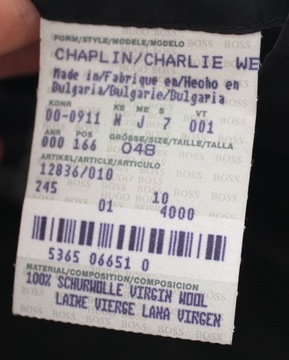 FORM/STYLE/MODELE/MODELO
CHAPLIN/CHARLIE WE
Made in/Fabrique en/Hecho en
Bulgaria/Bulgarie/Bulgaria
KDNR KE ME S VT
00-0911 N J 7 001
ANR POS GRÖSSE/SIZE/TAILLE/TALLA
000 166 048
ARTIKEL/ARTICLE/ARTICULO
12836/010
245 10
01 4000
5365 06651 0
MATERIAL/COMPOSITION/COMPOSICION
100% SCHURWOLLE VIRGIN WOOL
LAINE VIERGE LANA VIRGEN